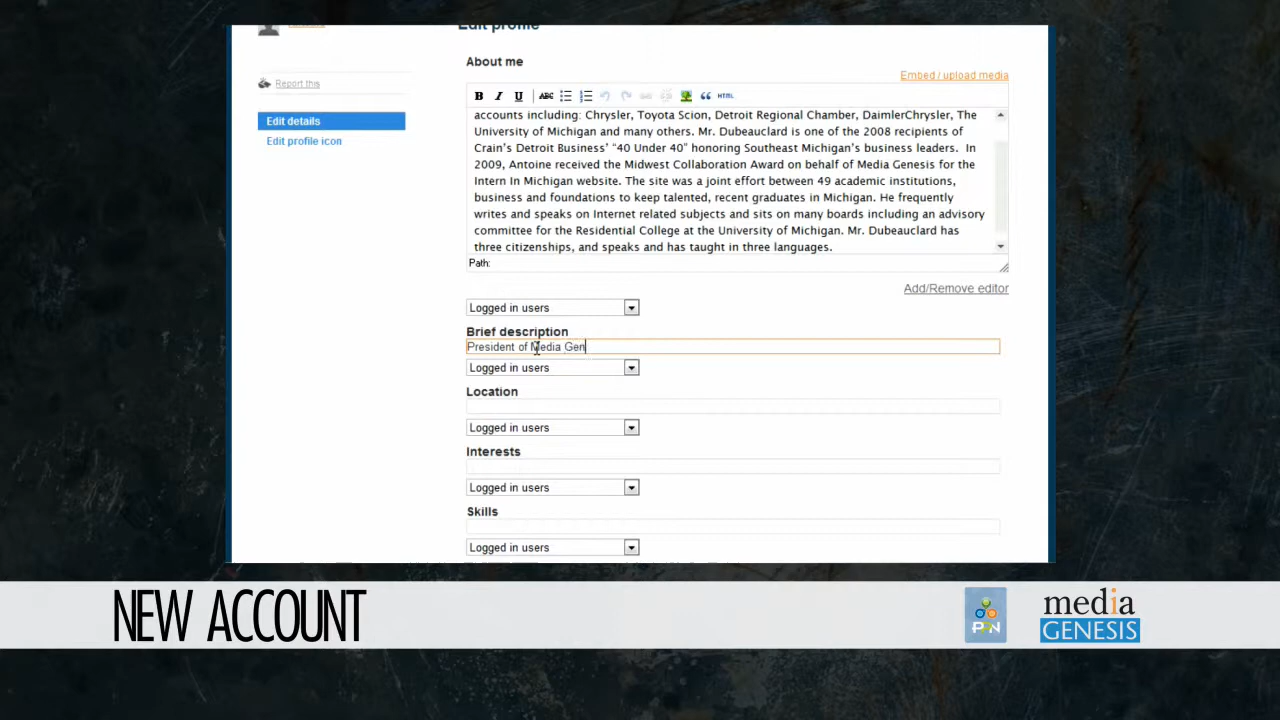 Edit profile
About me
Report this
Embed / upload media
B I U ABC HTML
Edit details
Edit profile icon
accounts including: Chrysler, Toyota Scion, Detroit Regional Chamber, DaimlerChrysler, The
University of Michigan and many others. Mr. Dubeauclard is one of the 2008 recipients of
Crain's Detroit Business' “40 Under 40” honoring Southeast Michigan's business leaders. In
2009, Antoine received the Midwest Collaboration Award on behalf of Media Genesis for the
Intern In Michigan website. The site was a joint effort between 49 academic institutions,
business and foundations to keep talented, recent graduates in Michigan. He frequently
writes and speaks on Internet related subjects and sits on many boards including an advisory
committee for the Residential College at the University of Michigan. Mr. Dubeauclard has
three citizenships, and speaks and has taught in three languages.
Path:
Add/Remove editor
Logged in users
Brief description
President of Media Gen
Logged in users
Location
Logged in users
Interests
Logged in users
Skills
Logged in users
NEW ACCOUNT
PSN
media
GENESIS